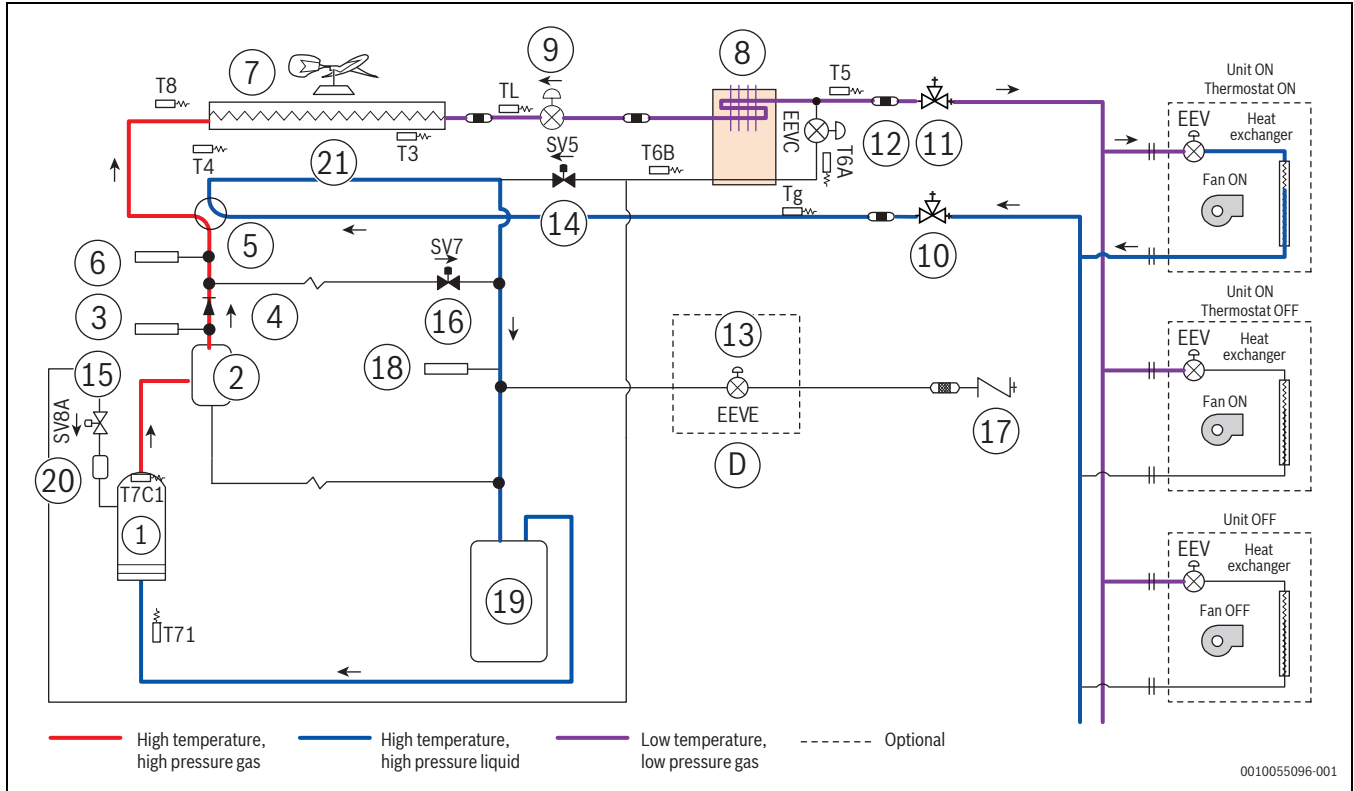 7
9
8
T8
TL
T5
T4
T3
21
SV5
T6B
EEVC
T6A
12
11
Tg
14
10
5
6
SV7
4
16
3
2
18
13
EEVE
D
17
15
SV8A
20
T7C1
1
T71
19
Unit ON
Thermostat ON
EEV
Heat
exchanger
Fan ON
Unit ON
Thermostat OFF
EEV
Heat
exchanger
Fan ON
Unit OFF
EEV
Heat
exchanger
Fan OFF
High temperature,
high pressure gas
High temperature,
high pressure liquid
Low temperature,
low pressure gas
Optional
0010055096-001